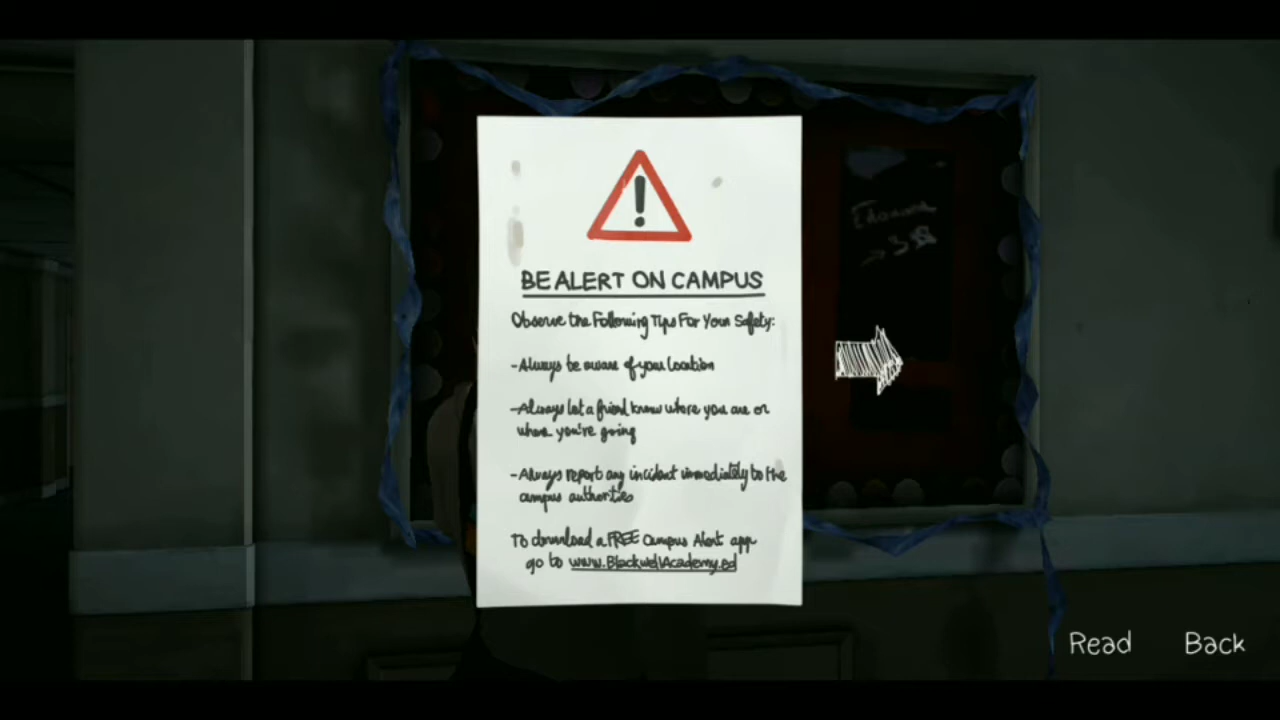 !
BE ALERT ON CAMPUS
Observe the Following Tips For Your Safety:
-Always be aware of your location
-Always let a friend know where you are or
where you're going
-Always report any incident immediately to the
campus authorities
To download a FREE Campus Alert app
go to www.BlackwellAcademy.ed
Read Back